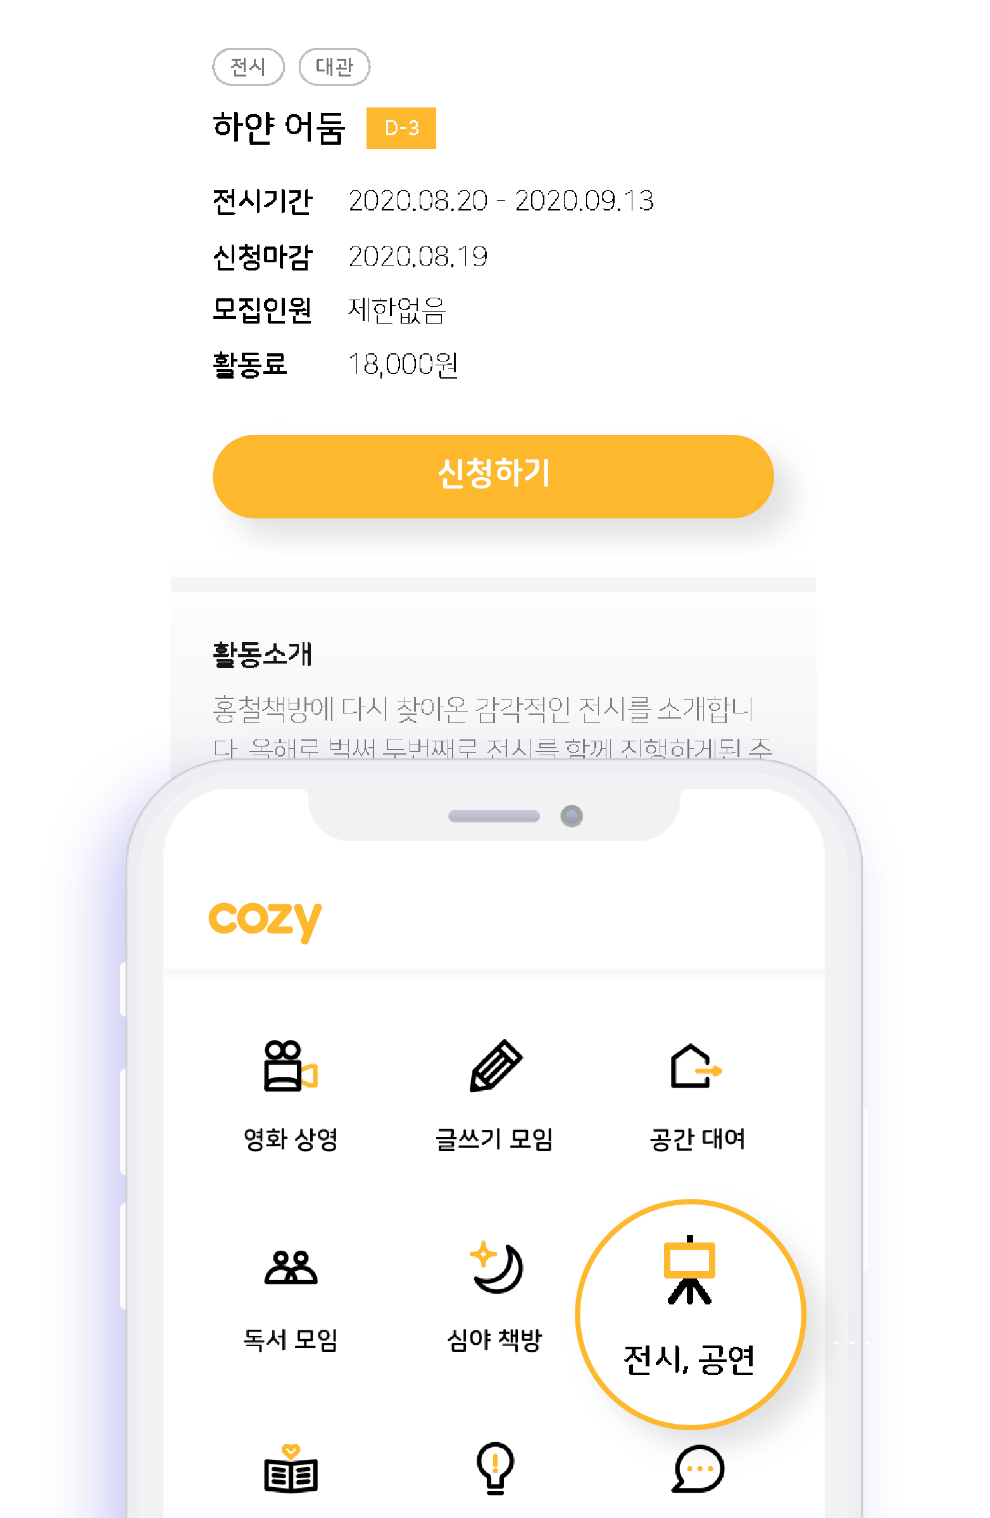 전시 대관
하얀 어둠 D-3
전시기간 2020.08.20 - 2020.09.13
신청마감 2020.08.19
모집인원 제한없음
활동료 18,000원
신청하기
활동소개
홍철책방에 다시 찾아온 감각적인 전시를 소개합니
다. 올해로 벌써 두번째로 전시를 함께 진행하게된 주
cozy
영화 상영 글쓰기 모임 공간 대여
독서 모임 심야 책방 전시, 공연